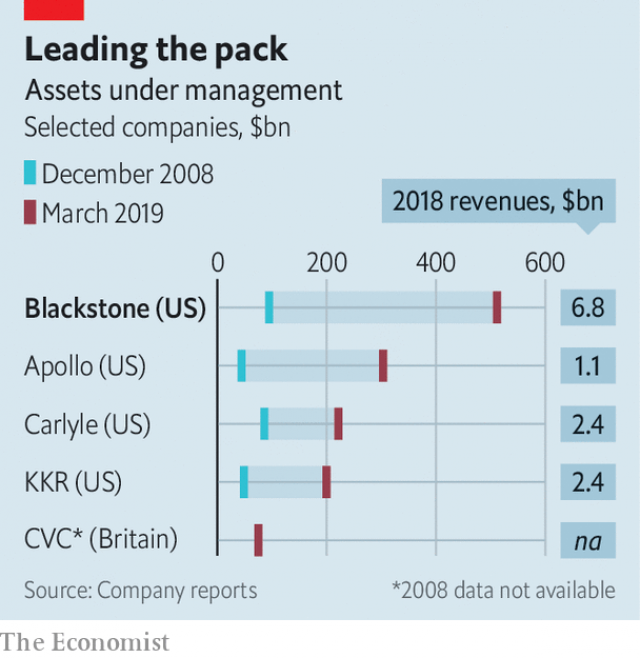 Leading the pack
Assets under management
Selected companies, $bn
December 2008
March 2019
2018 revenues, $bn
0 200 400 600
Blackstone (US) 6.8
Apollo (US) 1.1
Carlyle (US) 2.4
KKR (US) 2.4
CVC* (Britain) na
Source: Company reports *2008 data not available
The Economist